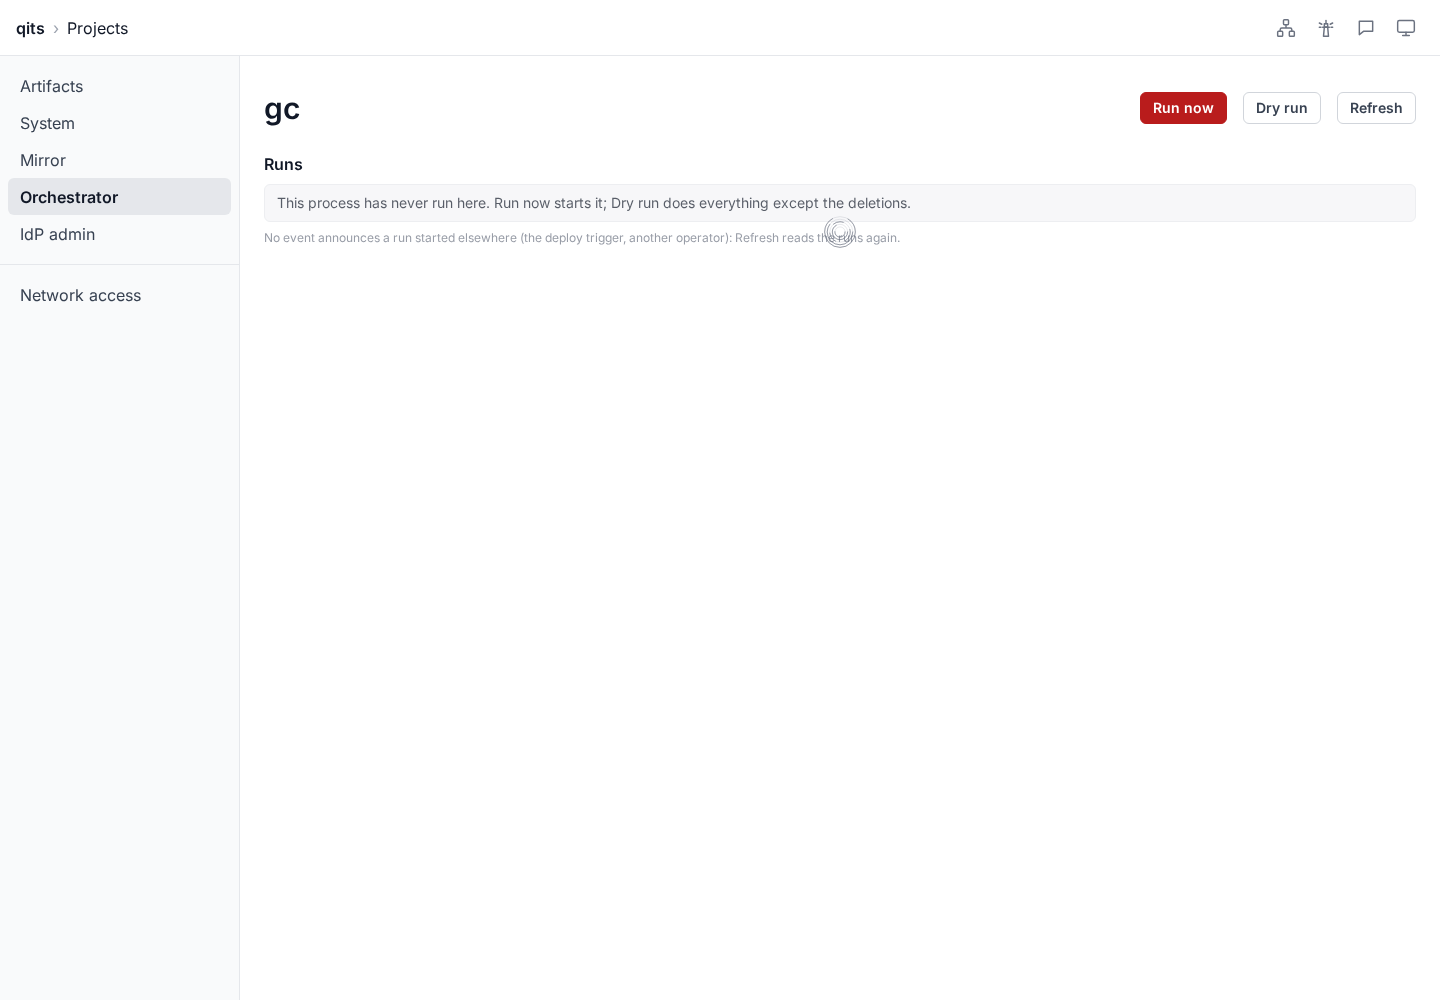 qits › Projects
Artifacts
System
Mirror
Orchestrator
IdP admin
Network access
gc
Run now
Dry run
Refresh
Runs
This process has never run here. Run now starts it; Dry run does everything except the deletions.
No event announces a run started elsewhere (the deploy trigger, another operator): Refresh reads the runs again.